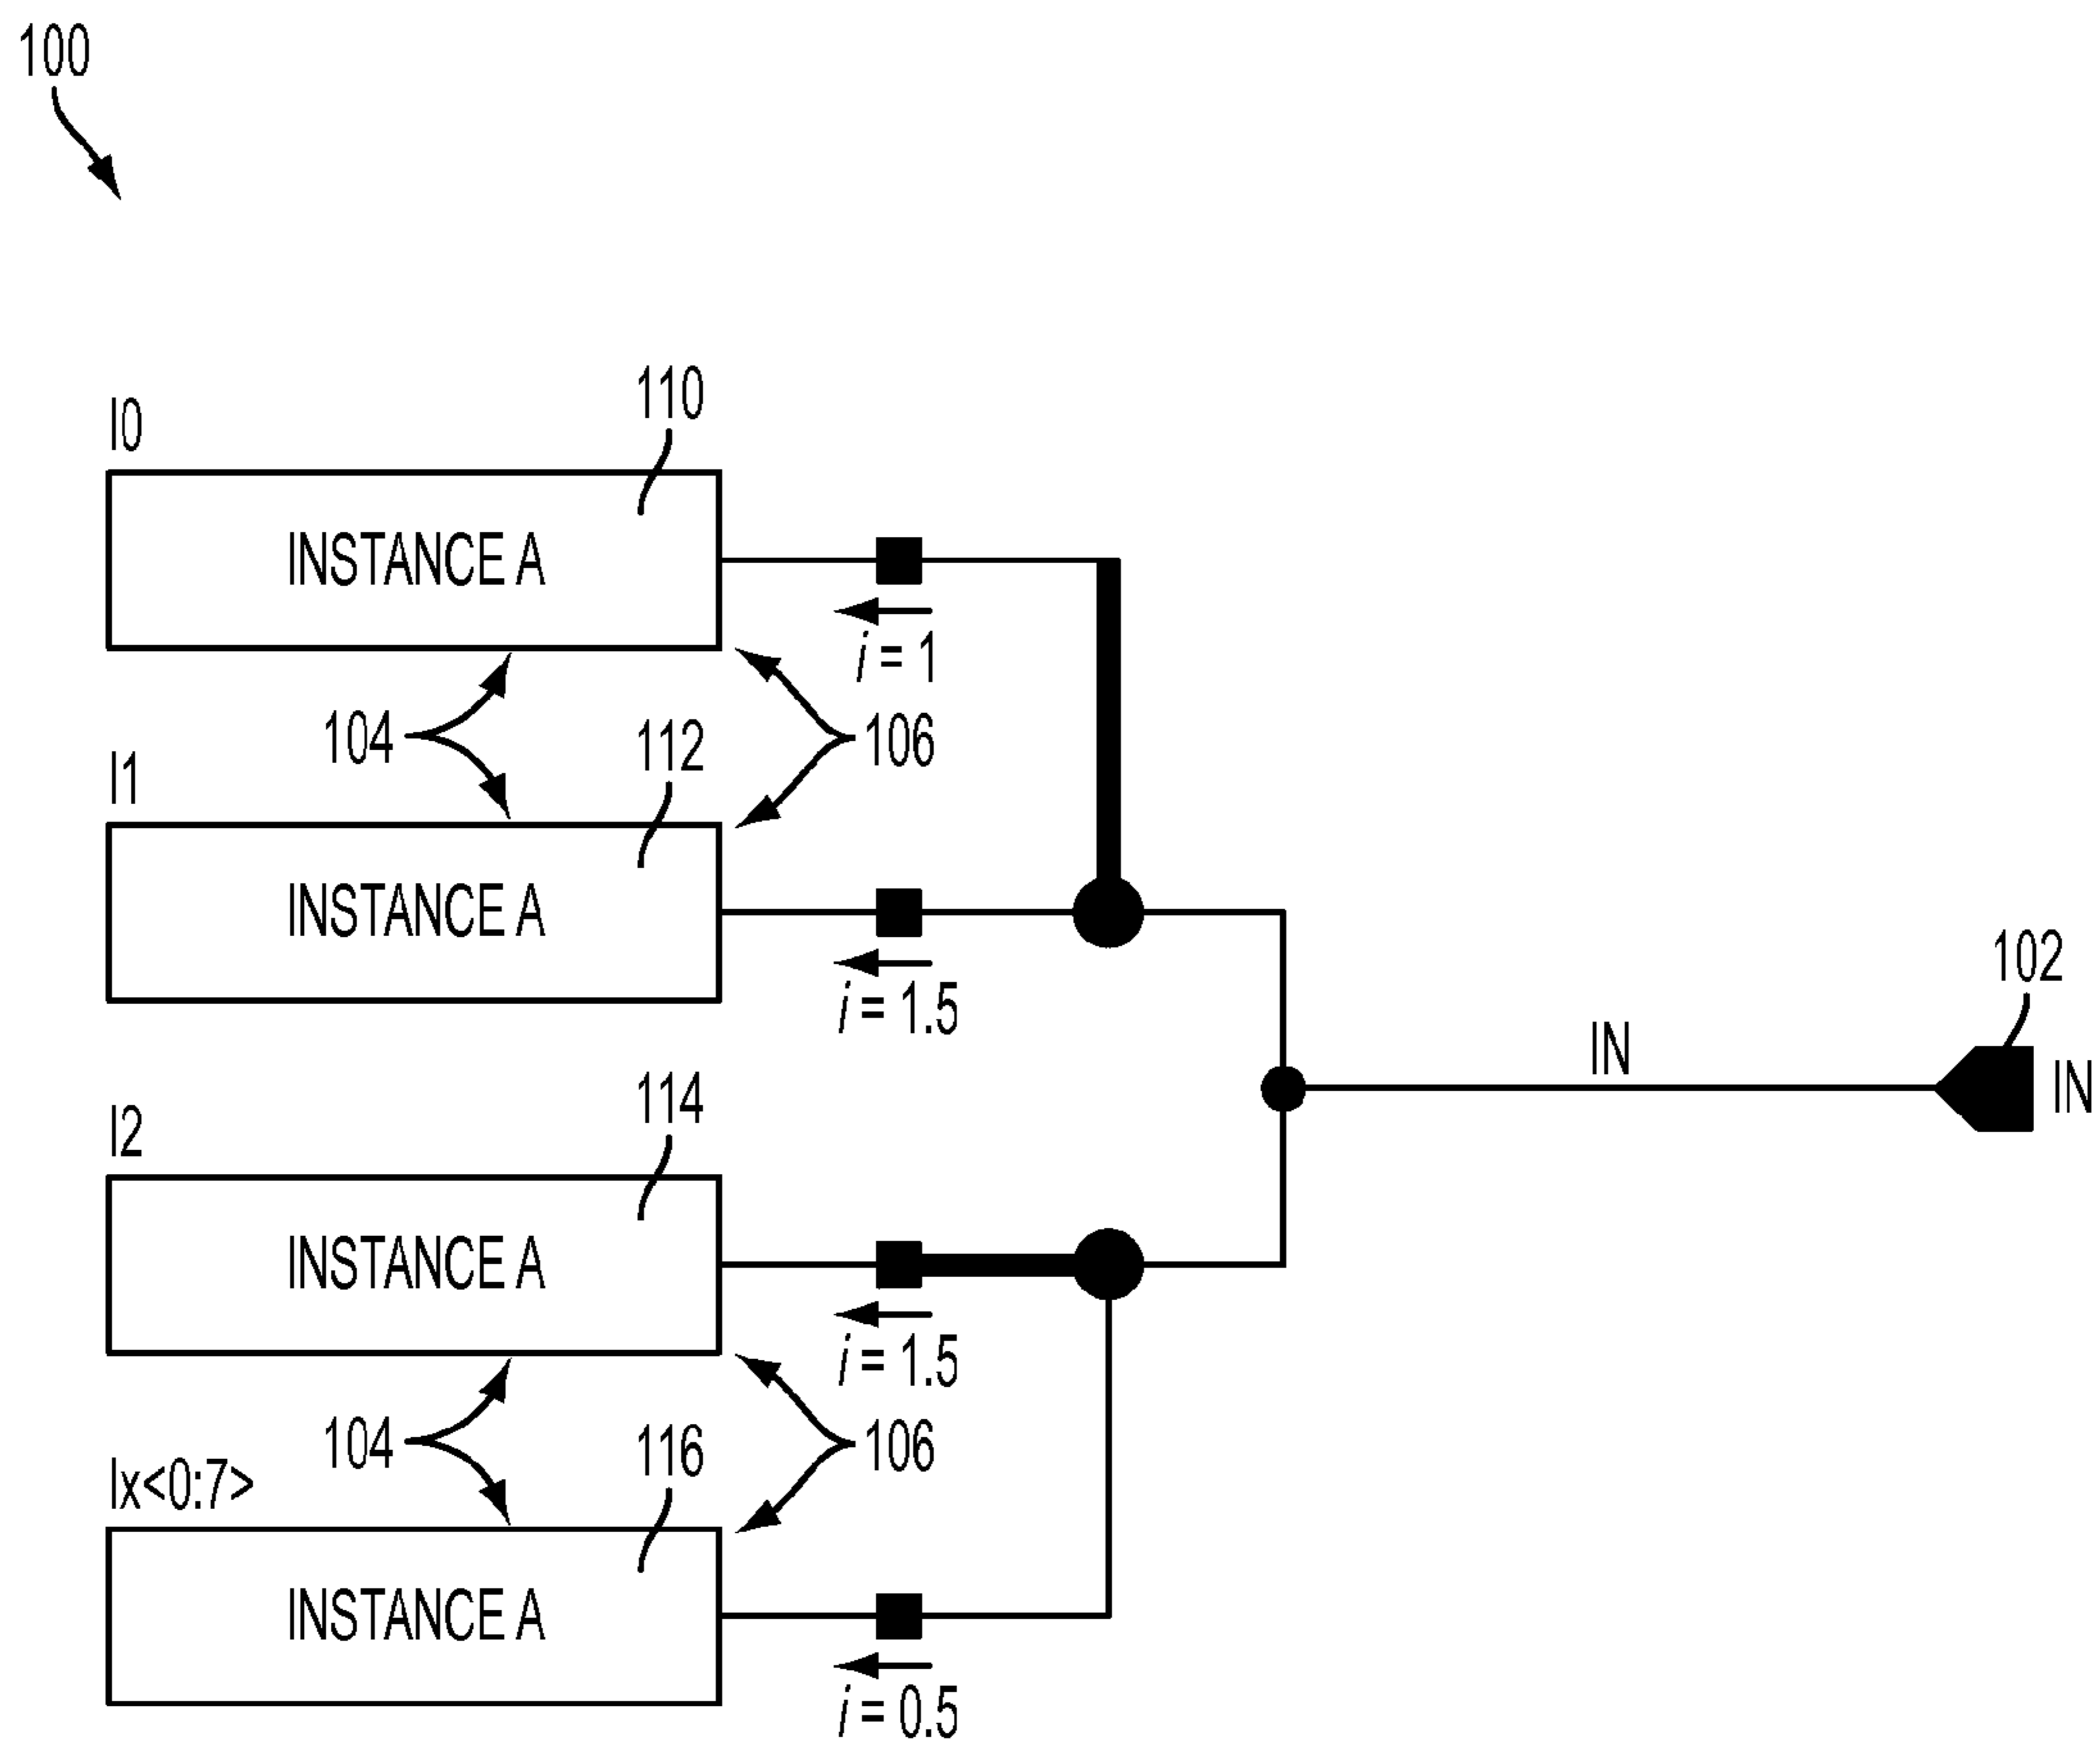 100
I0
110
INSTANCE A
i = 1
104
106
I1
112
INSTANCE A
i = 1.5
102
IN
IN
I2
114
INSTANCE A
i = 1.5
104
106
Ix<0:7>
116
INSTANCE A
i = 0.5